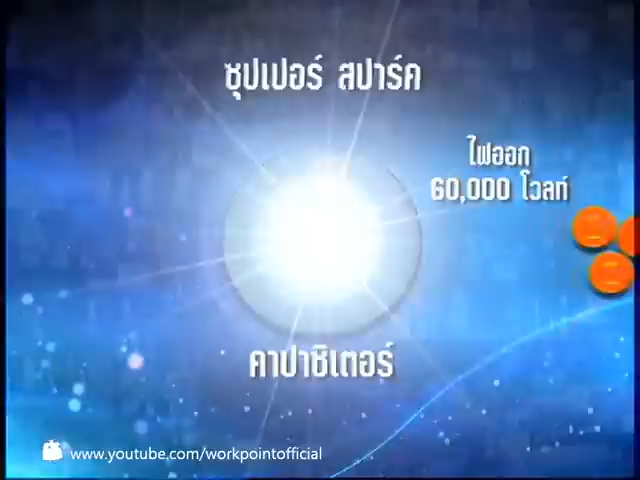 ซุปเปอร์ สปาร์ค
ไฟออก
60,000 โวลท์
คาปาซิเตอร์
www.youtube.com/workpointofficial